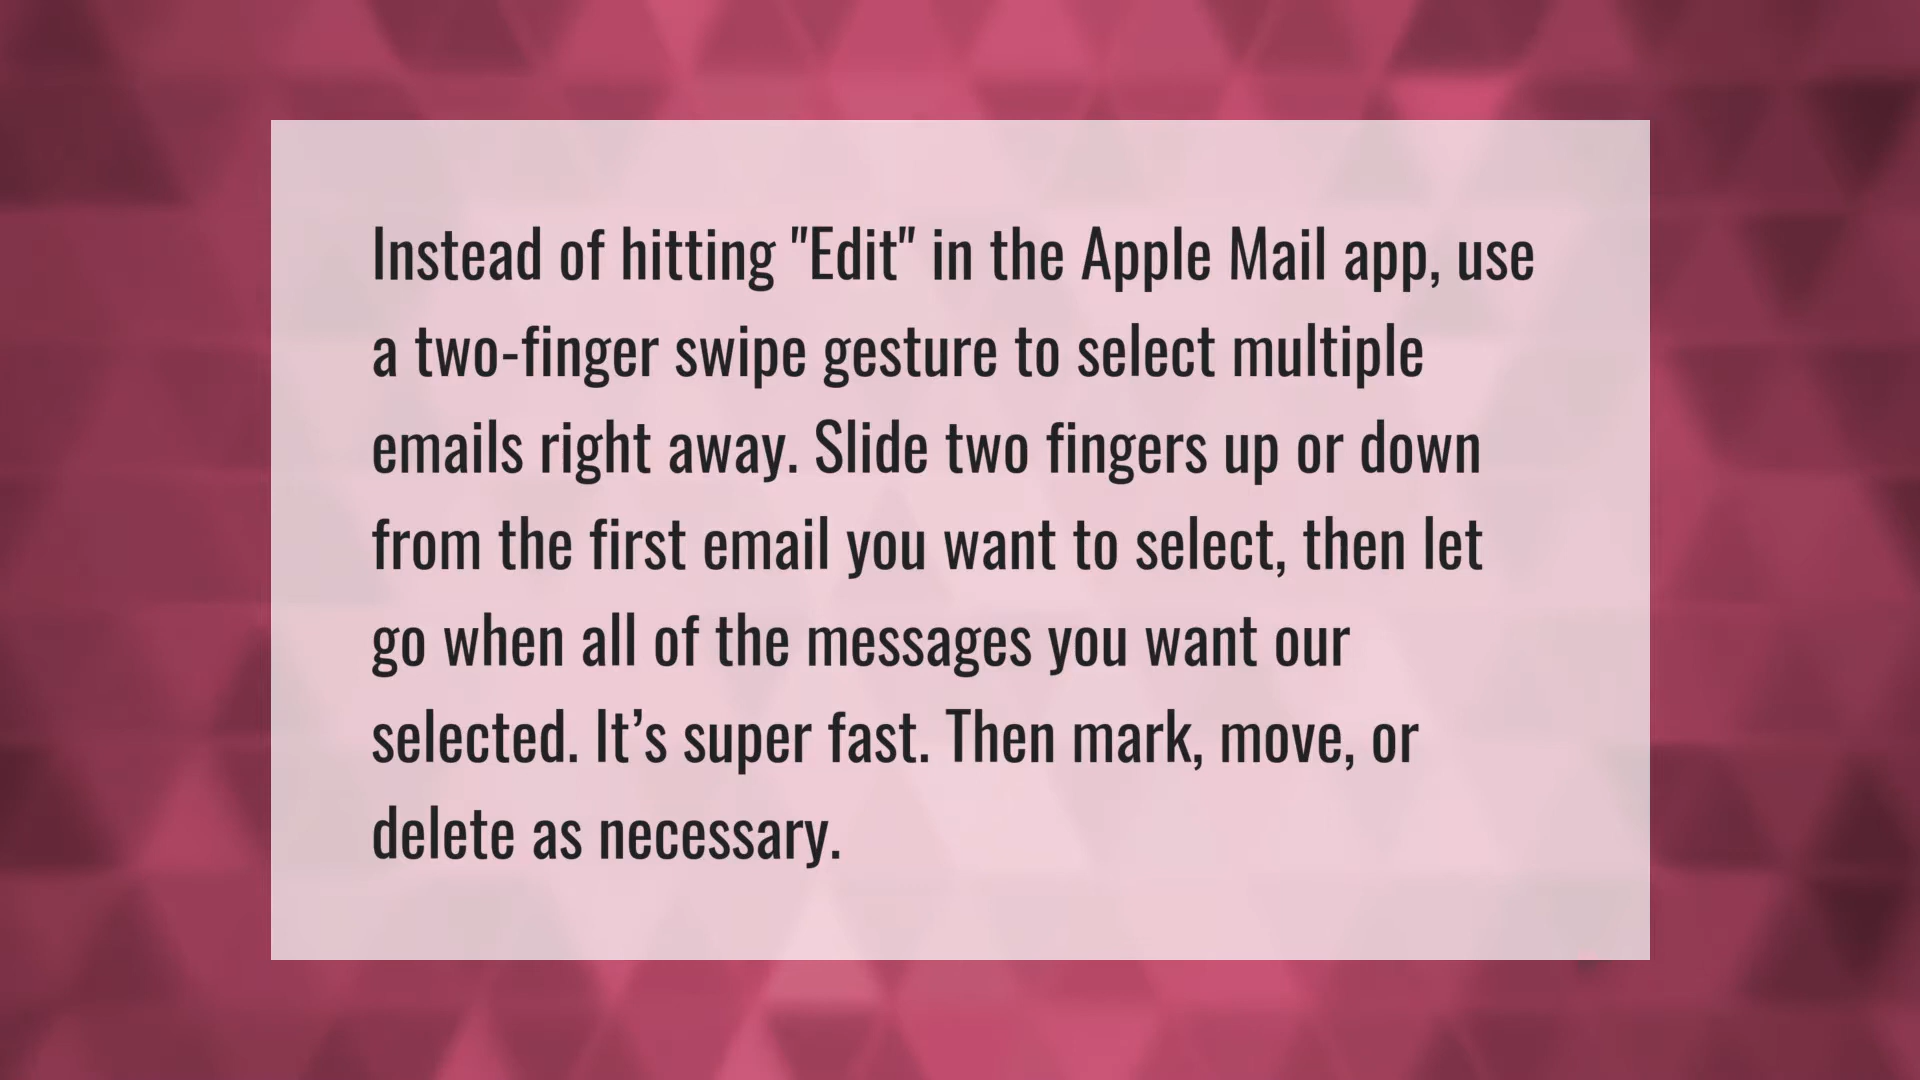 Instead of hitting "Edit" in the Apple Mail app, use
a two-finger swipe gesture to select multiple
emails right away. Slide two fingers up or down
from the first email you want to select, then let
go when all of the messages you want our
selected. It’s super fast. Then mark, move, or
delete as necessary.